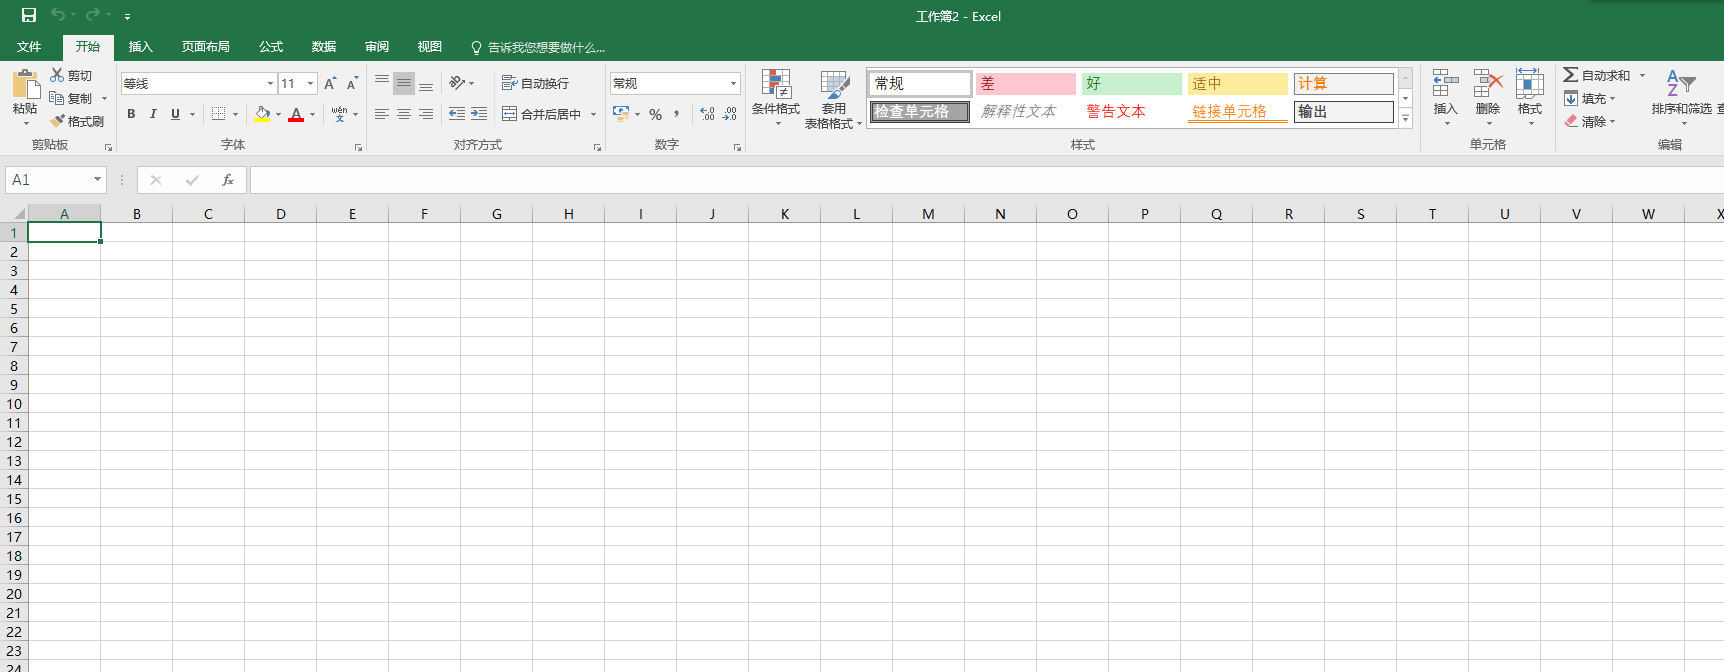 工作簿2 - Excel
文件 开始 插入 页面布局 公式 数据 审阅 视图 告诉我您想要做什么...
粘贴 剪切 复制 格式刷 剪贴板
等线 11 A A
B I U A wén 文
字体
自动换行
合并后居中
对齐方式
常规
% , .0 .00
数字
条件格式 套用 表格格式
常规 差 好 适中 计算
检查单元格 解释性文本 警告文本 链接单元格 输出
样式
插入 删除 格式
单元格
自动求和
填充
清除
排序和筛选
编辑
A1 fx
A B C D E F G H I J K L M N O P Q R S T U V W X
1
2
3
4
5
6
7
8
9
10
11
12
13
14
15
16
17
18
19
20
21
22
23
24